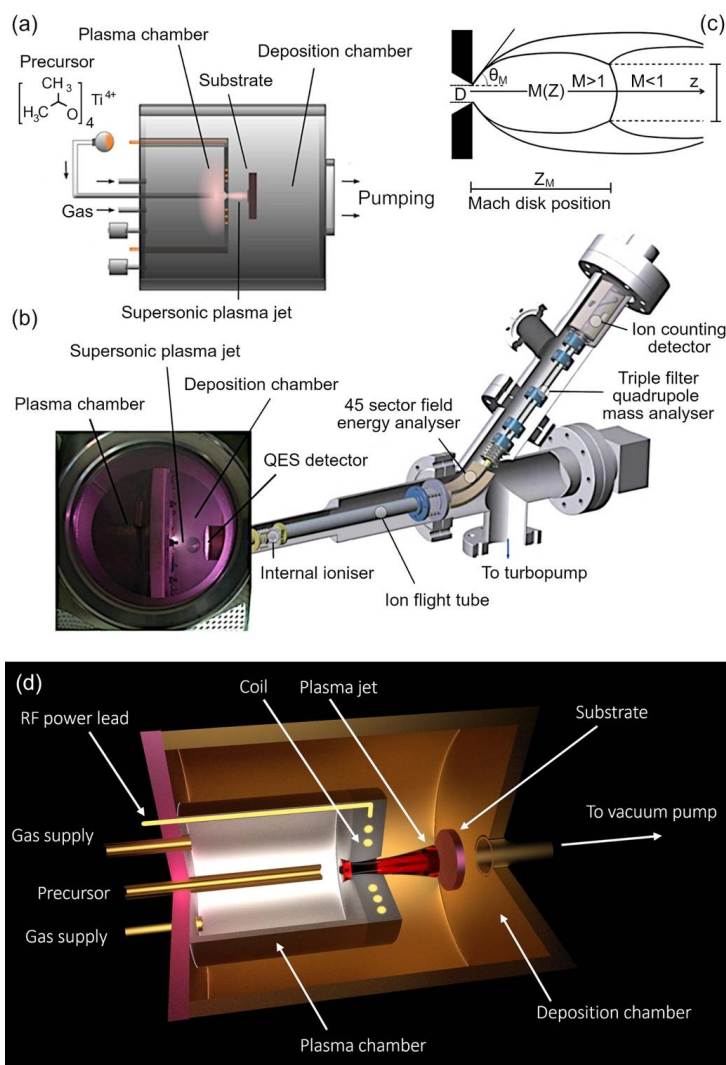 (a)
Plasma chamber
Deposition chamber
Precursor
Substrate
CH₃
H₃C
O
4
Ti⁴⁺
Gas
Pumping
Supersonic plasma jet
(c)
θM
D
M(Z)
M>1
M<1
z
ZM
Mach disk position
(b)
Supersonic plasma jet
Deposition chamber
Plasma chamber
QES detector
45 sector field
energy analyser
Ion counting
detector
Triple filter
quadrupole
mass analyser
Internal ioniser
Ion flight tube
To turbopump
(d)
Coil
Plasma jet
RF power lead
Substrate
To vacuum pump
Gas supply
Precursor
Gas supply
Deposition chamber
Plasma chamber